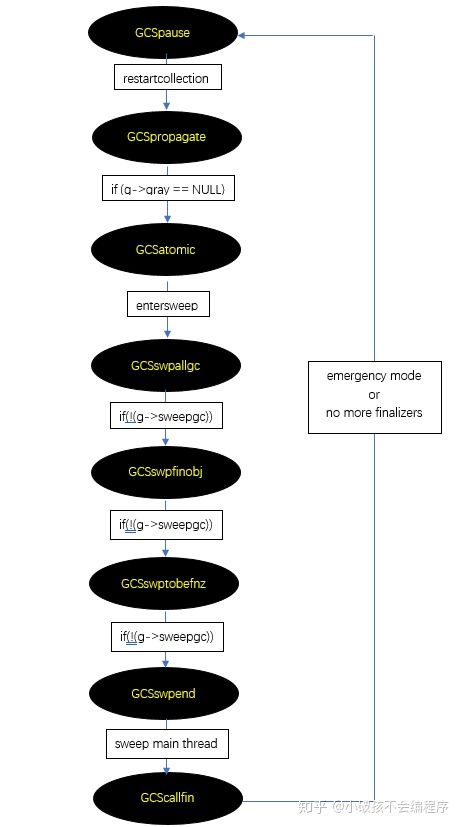 GCSpause
restartcollection
GCSpropagate
if (g->gray == NULL)
GCSatomic
entersweep
GCSswpallgc
if(!(g->sweepgc))
GCSswpfinobj
if(!(g->sweepgc))
GCSswptobefnz
if(!(g->sweepgc))
GCSswpend
sweep main thread
GCScallfin
emergency mode
or
no more finalizers
知乎 @小破孩不会编程序